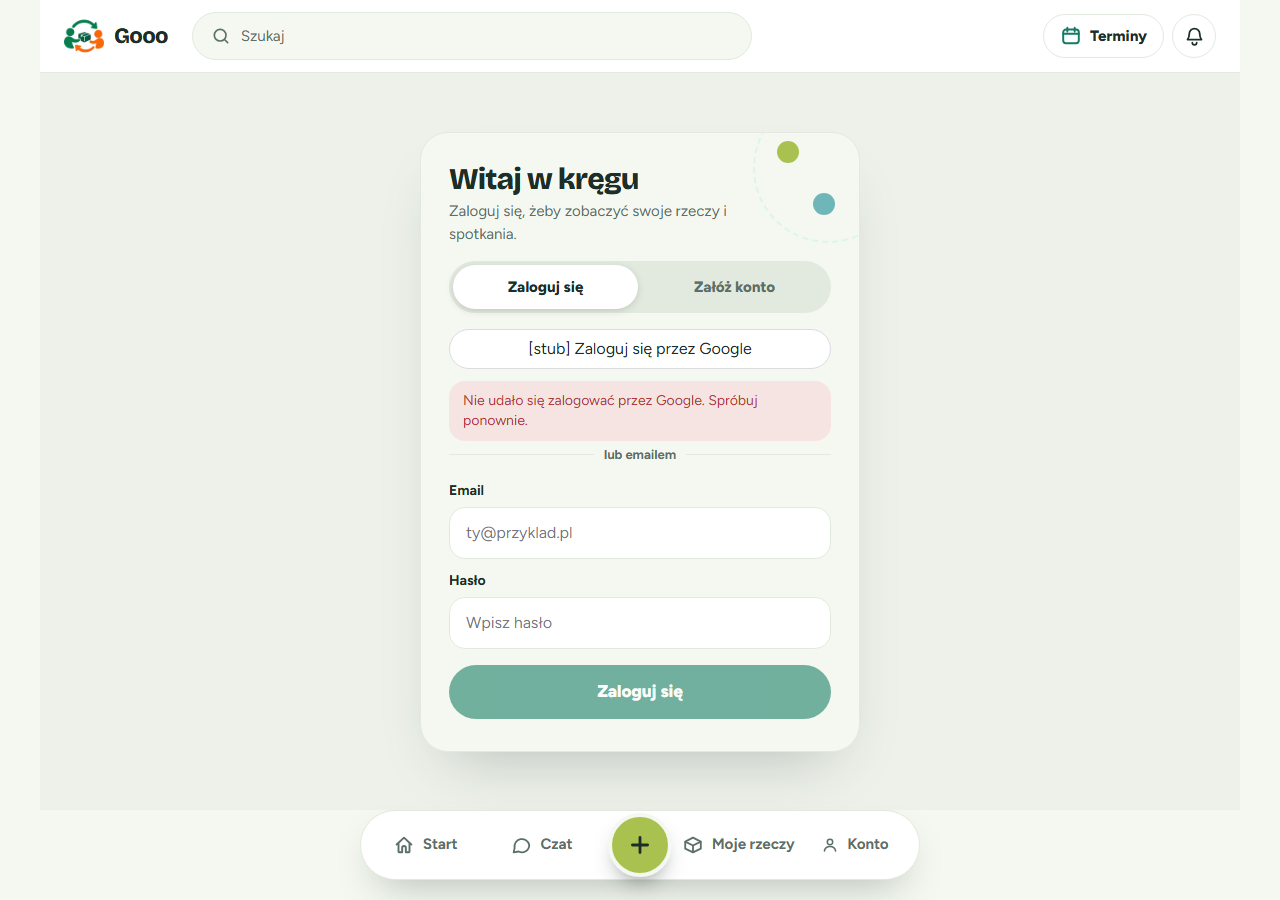 Gooo
Szukaj
Terminy
Witaj w kręgu
Zaloguj się, żeby zobaczyć swoje rzeczy i
spotkania.
Zaloguj się
Załóż konto
[stub] Zaloguj się przez Google
Nie udało się zalogować przez Google. Spróbuj
ponownie.
lub emailem
Email
ty@przyklad.pl
Hasło
Wpisz hasło
Zaloguj się
Start
Czat
Moje rzeczy
Konto